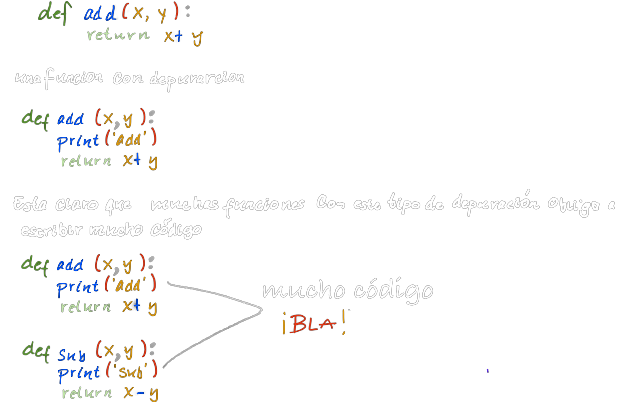 def add (x, y):
return x+ y
una funcion con depuracion
def add (x, y):
print ('add')
return x+ y
Esta claro que muchas funciones con este tipo de depuración obliga a
escribir mucho código
def add (x, y):
print ('add')
return x+ y
mucho código
¡BLA!
def sub (x, y):
print ('sub')
return x-y